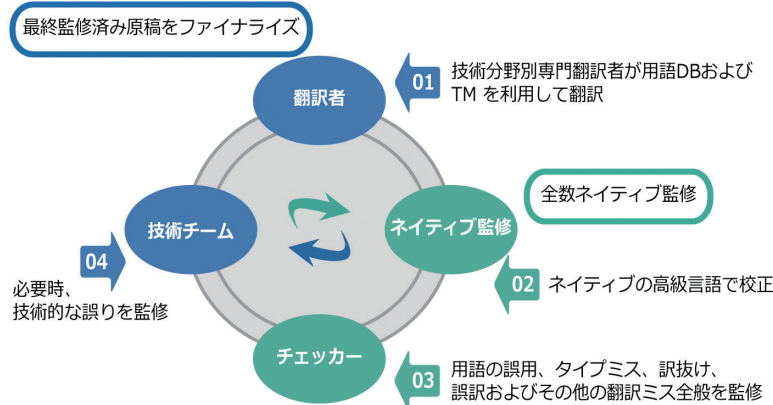 最終監修済み原稿をファイナライズ
翻訳者
01
技術分野別専門翻訳者が用語DBおよび
TM を利用して翻訳
全数ネイティブ監修
ネイティブ監修
02
ネイティブの高級言語で校正
チェッカー
03
用語の誤用、タイプミス、訳抜け、
誤訳およびその他の翻訳ミス全般を監修
技術チーム
04
必要時、
技術的な誤りを監修